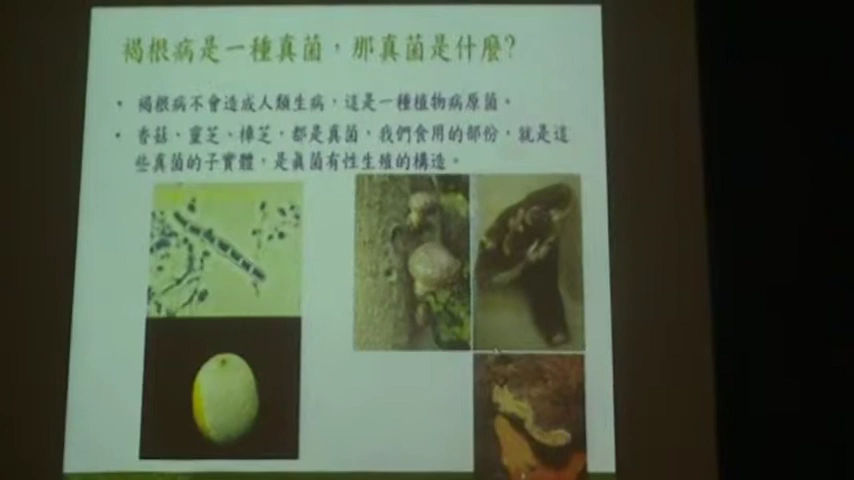 褐根病是一種真菌，那真菌是什麼？
• 褐根病不會造成人類生病，這是一種植物病原菌。
• 香菇、靈芝、樟芝，都是真菌，我們食用的部份，就是這
些真菌的子實體，是真菌有性生殖的構造。